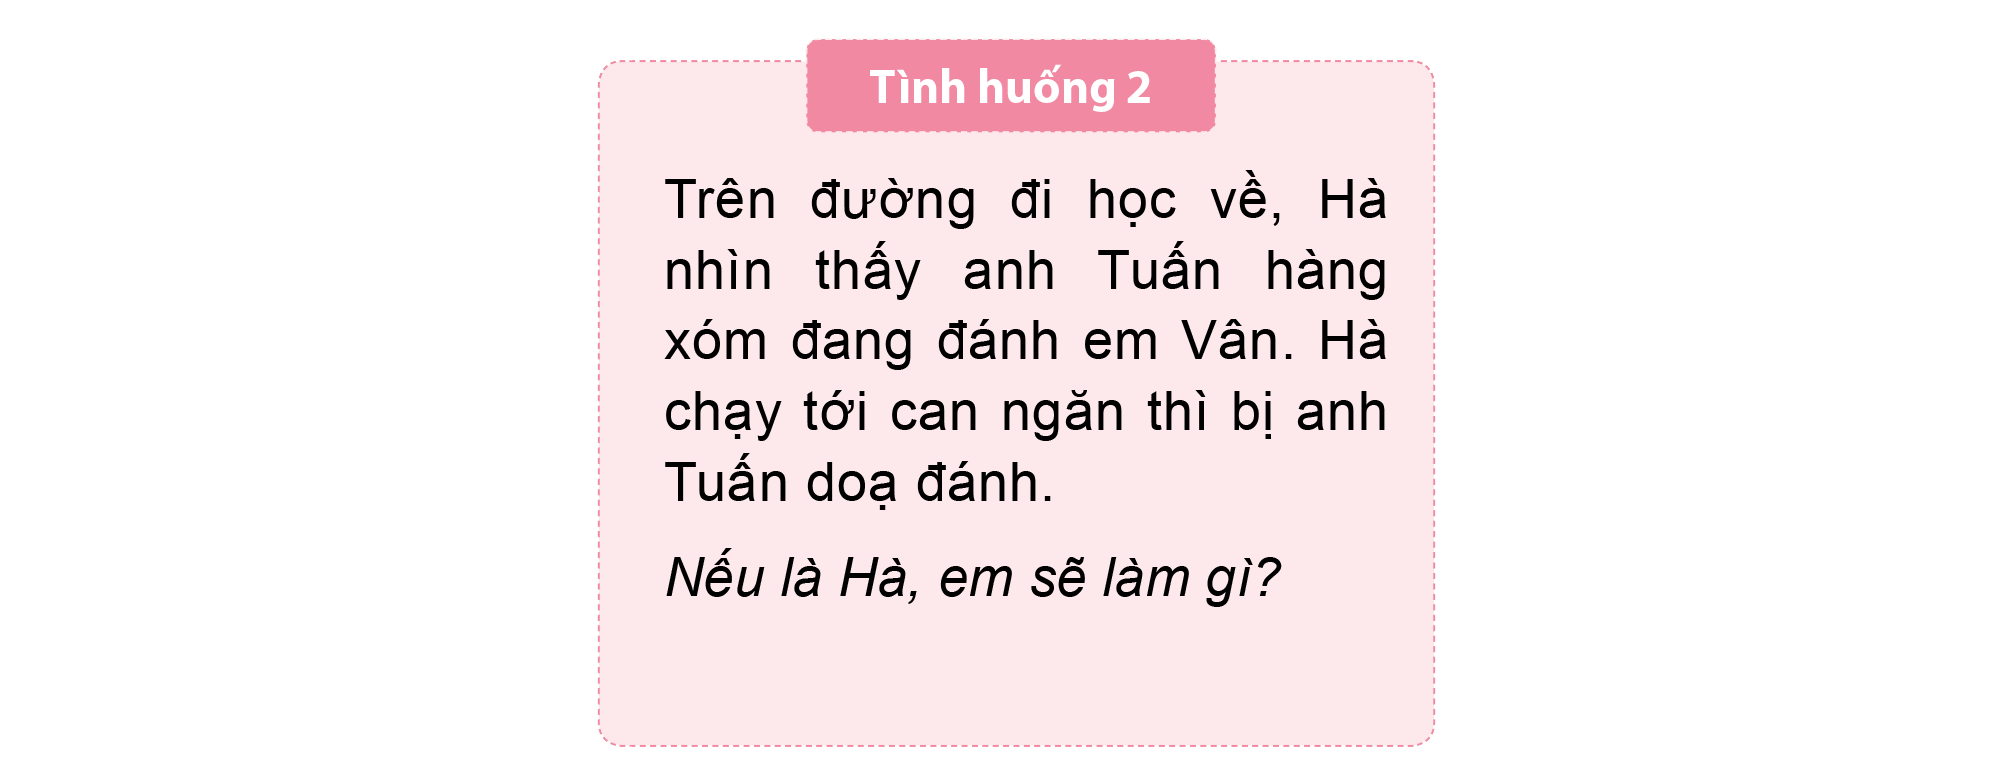 Tình huống 2
Trên đường đi học về, Hà
nhìn thấy anh Tuấn hàng
xóm đang đánh em Vân. Hà
chạy tới can ngăn thì bị anh
Tuấn doạ đánh.
Nếu là Hà, em sẽ làm gì?